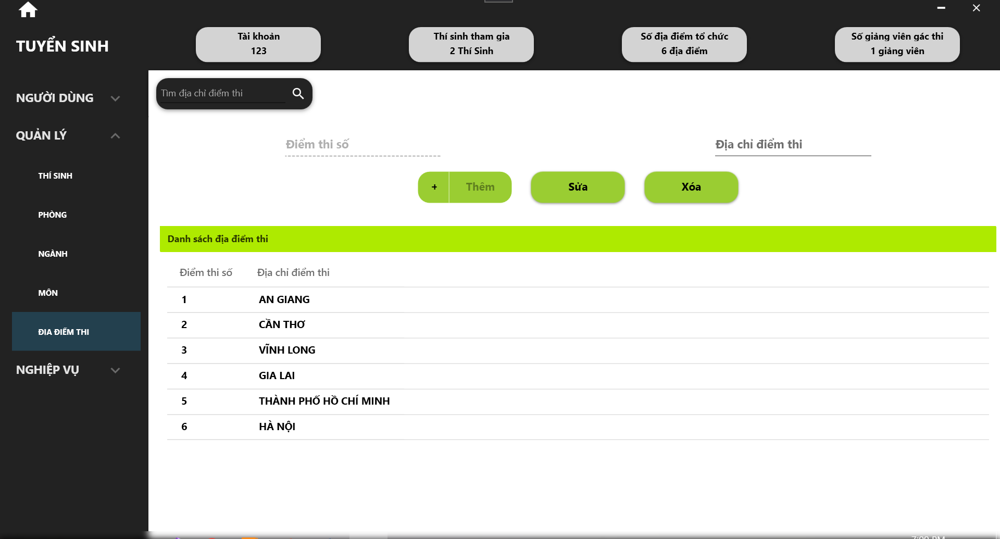 TUYỂN SINH
Tài khoản
123
Thí sinh tham gia
2 Thí Sinh
Số địa điểm tổ chức
6 địa điểm
Số giảng viên gác thi
1 giảng viên
NGƯỜI DÙNG
QUẢN LÝ
THÍ SINH
PHÒNG
NGÀNH
MÔN
ĐỊA ĐIỂM THI
NGHIỆP VỤ
Tìm địa chỉ điểm thi
Điểm thi số
Địa chỉ điểm thi
+ Thêm
Sửa
Xóa
Danh sách địa điểm thi
Điểm thi số Địa chỉ điểm thi
1 AN GIANG
2 CẦN THƠ
3 VĨNH LONG
4 GIA LAI
5 THÀNH PHỐ HỒ CHÍ MINH
6 HÀ NỘI